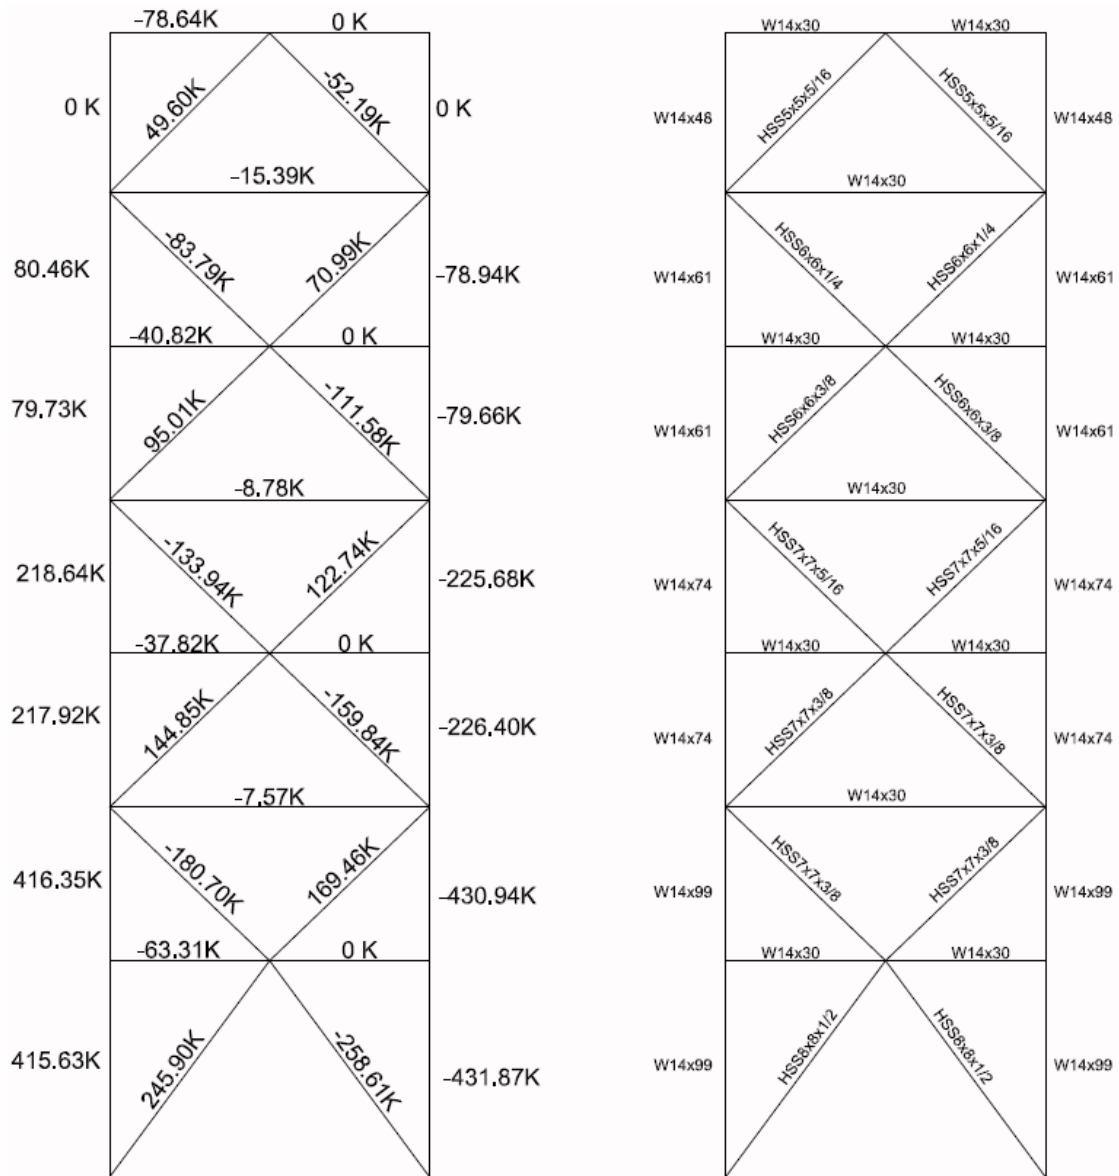 -78.64K 0 K
0 K 49.60K -52.19K 0 K
-15.39K
80.46K -83.79K 70.99K -78.94K
-40.82K 0 K
79.73K 95.01K -111.58K -79.66K
-8.78K
218.64K -133.94K 122.74K -225.68K
-37.82K 0 K
217.92K 144.85K -159.84K -226.40K
-7.57K
416.35K -180.70K 169.46K -430.94K
-63.31K 0 K
415.63K 245.90K -258.61K -431.87K
W14x30 W14x30
W14x48 HSS5x5x5/16 HSS5x5x5/16 W14x48
W14x30
W14x61 HSS6x6x1/4 HSS6x6x1/4 W14x61
W14x30 W14x30
W14x61 HSS6x6x3/8 HSS6x6x3/8 W14x61
W14x30
W14x74 HSS7x7x5/16 HSS7x7x5/16 W14x74
W14x30 W14x30
W14x74 HSS7x7x3/8 HSS7x7x3/8 W14x74
W14x30
W14x99 HSS7x7x3/8 HSS7x7x3/8 W14x99
W14x30 W14x30
W14x99 HSS8x8x1/2 HSS8x8x1/2 W14x99